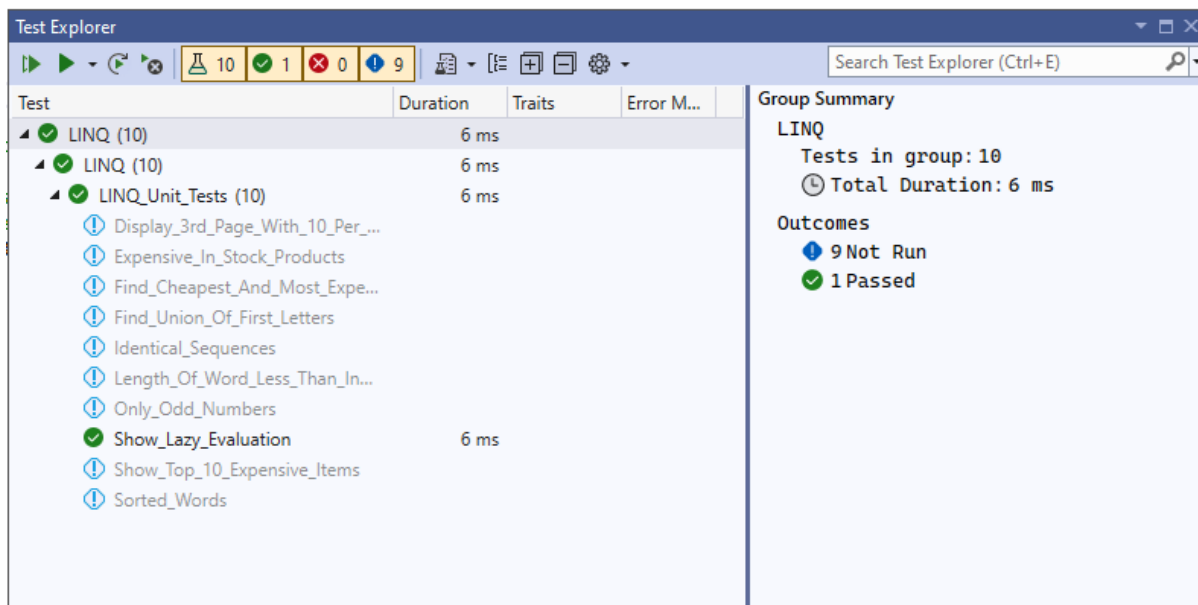 Test Explorer
10 1 0 9
Search Test Explorer (Ctrl+E)
Test Duration Traits Error M...
LINQ (10) 6 ms
LINQ (10) 6 ms
LINQ_Unit_Tests (10) 6 ms
Display_3rd_Page_With_10_Per_...
Expensive_In_Stock_Products
Find_Cheapest_And_Most_Expe...
Find_Union_Of_First_Letters
Identical_Sequences
Length_Of_Word_Less_Than_In...
Only_Odd_Numbers
Show_Lazy_Evaluation 6 ms
Show_Top_10_Expensive_Items
Sorted_Words
Group Summary
LINQ
Tests in group: 10
Total Duration: 6 ms
Outcomes
9 Not Run
1 Passed